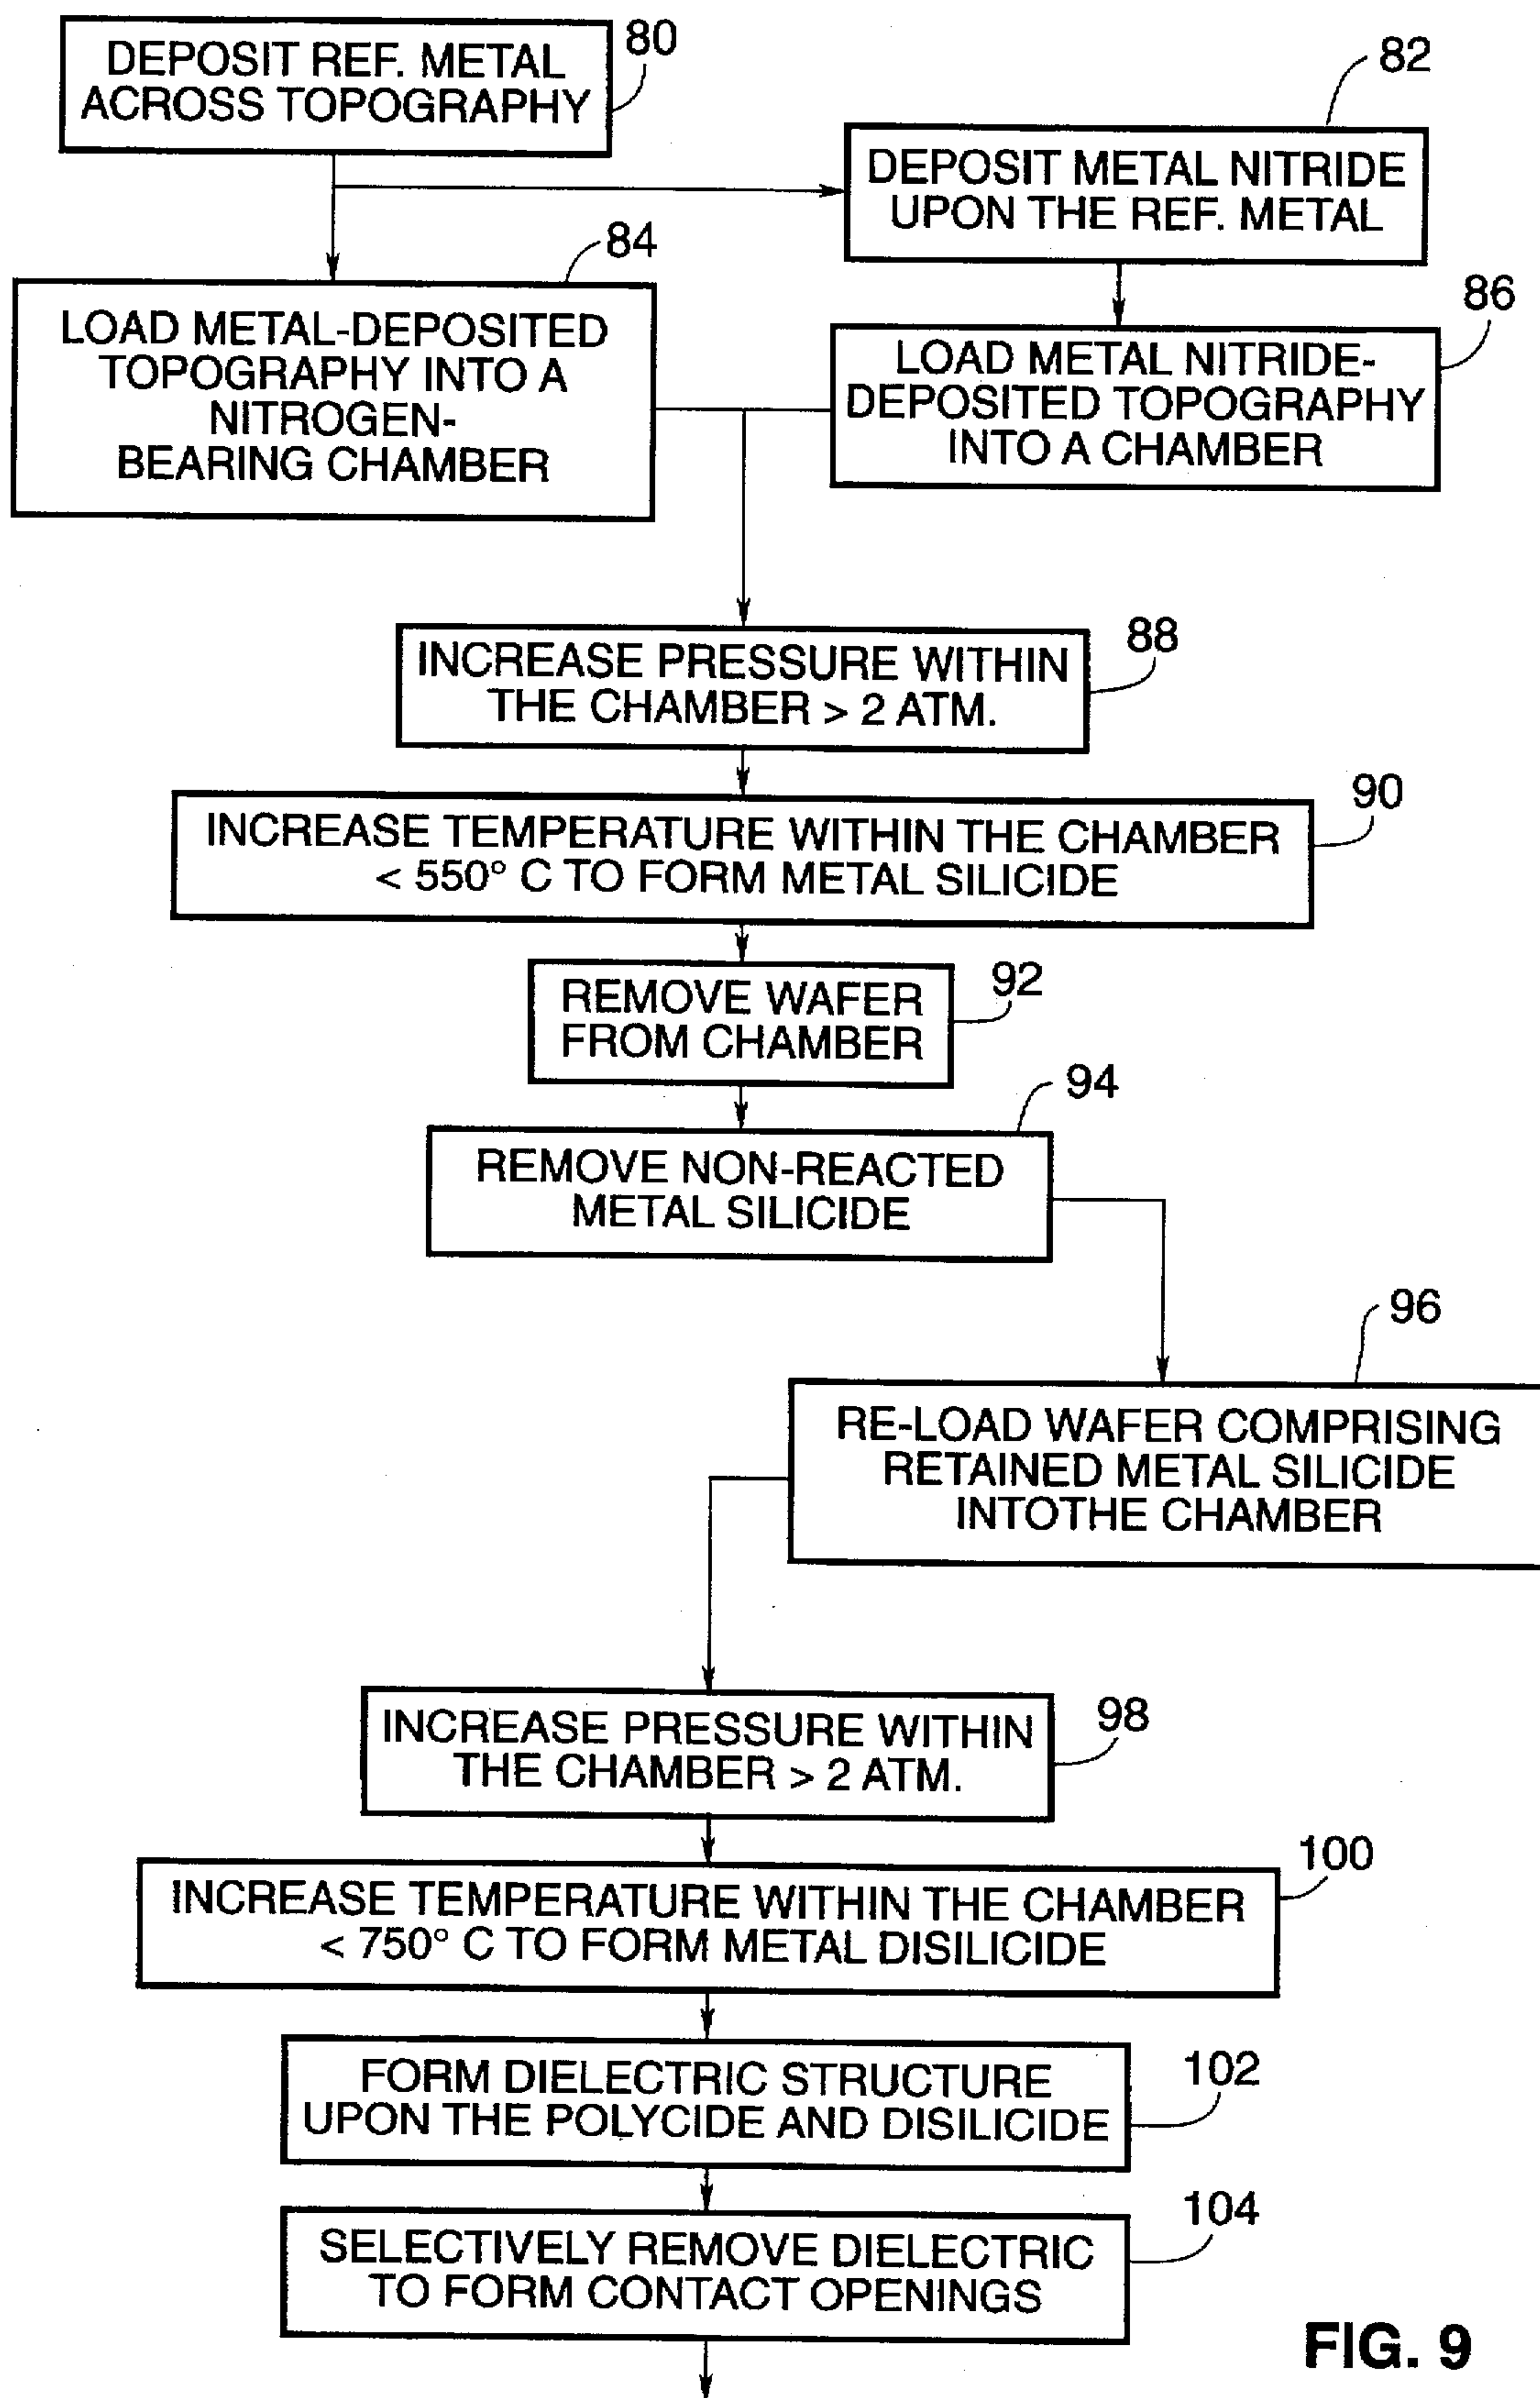 DEPOSIT REF. METAL
ACROSS TOPOGRAPHY
80
82
DEPOSIT METAL NITRIDE
UPON THE REF. METAL
84
LOAD METAL-DEPOSITED
TOPOGRAPHY INTO A
NITROGEN-
BEARING CHAMBER
86
LOAD METAL NITRIDE-
DEPOSITED TOPOGRAPHY
INTO A CHAMBER
88
INCREASE PRESSURE WITHIN
THE CHAMBER > 2 ATM.
90
INCREASE TEMPERATURE WITHIN THE CHAMBER
< 550° C TO FORM METAL SILICIDE
92
REMOVE WAFER
FROM CHAMBER
94
REMOVE NON-REACTED
METAL SILICIDE
96
RE-LOAD WAFER COMPRISING
RETAINED METAL SILICIDE
INTOTHE CHAMBER
98
INCREASE PRESSURE WITHIN
THE CHAMBER > 2 ATM.
100
INCREASE TEMPERATURE WITHIN THE CHAMBER
< 750° C TO FORM METAL DISILICIDE
102
FORM DIELECTRIC STRUCTURE
UPON THE POLYCIDE AND DISILICIDE
104
SELECTIVELY REMOVE DIELECTRIC
TO FORM CONTACT OPENINGS
FIG. 9